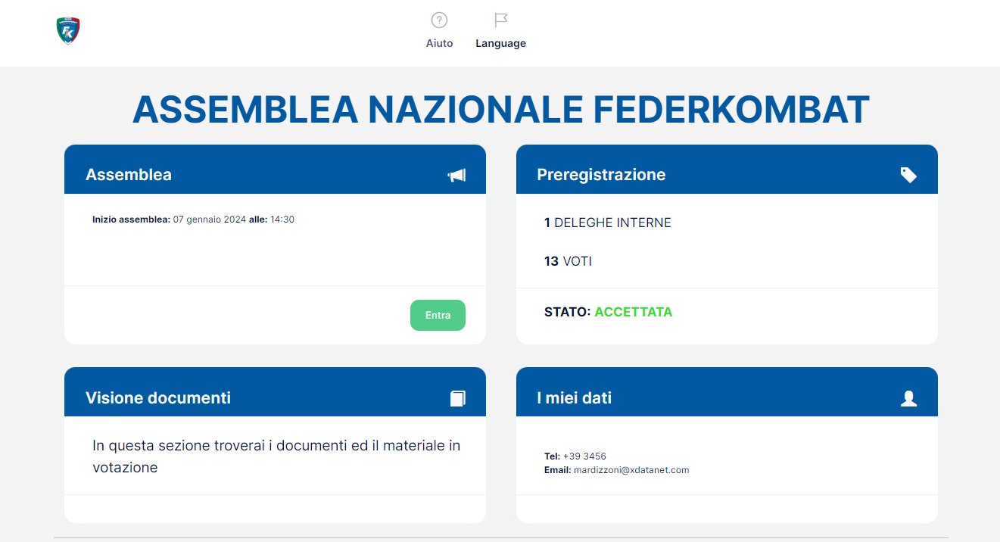 FK
Aiuto
Language
ASSEMBLEA NAZIONALE FEDERKOMBAT
Assemblea
Inizio assemblea: 07 gennaio 2024 alle: 14:30
Entra
Preregistrazione
1 DELEGHE INTERNE
13 VOTI
STATO: ACCETTATA
Visione documenti
In questa sezione troverai i documenti ed il materiale in
votazione
I miei dati
Tel: +39 3456
Email: mardizzoni@xdatanet.com